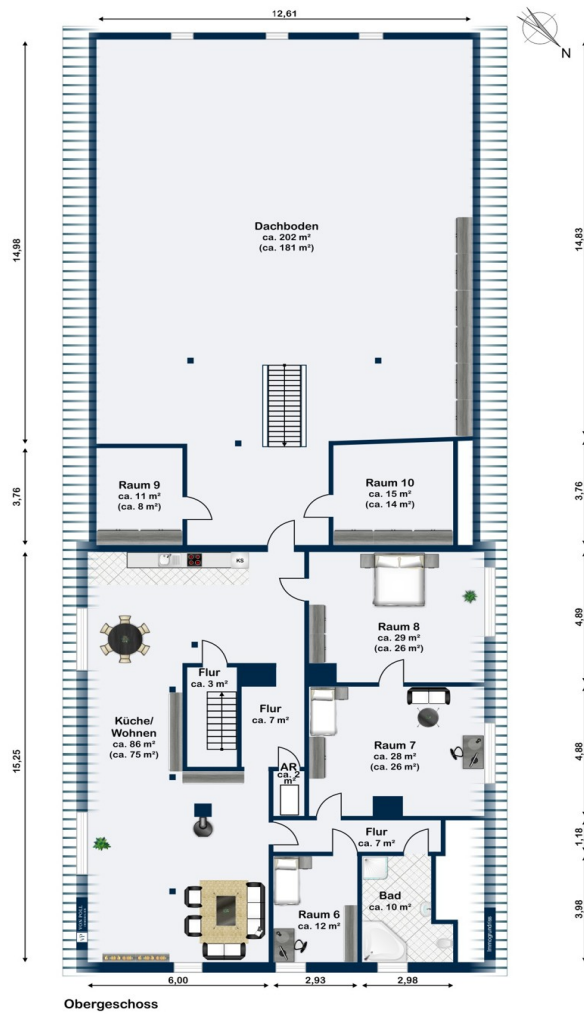 12,61
N
14,98
14,83
Dachboden
ca. 202 m²
(ca. 181 m²)
3,76
Raum 9
ca. 11 m²
(ca. 8 m²)
Raum 10
ca. 15 m²
(ca. 14 m²)
3,76
KS
4,89
Raum 8
ca. 29 m²
(ca. 26 m²)
Flur
ca. 3 m²
Flur
ca. 7 m²
Küche/
Wohnen
ca. 86 m²
(ca. 75 m²)
15,25
Raum 7
ca. 28 m²
(ca. 26 m²)
4,88
AR
ca. 2
m²
Flur
ca. 7 m²
1,18
Bad
ca. 10 m²
Raum 6
ca. 12 m²
3,98
VP VON POLL
immogrundriss
6,00
2,93
2,98
Obergeschoss